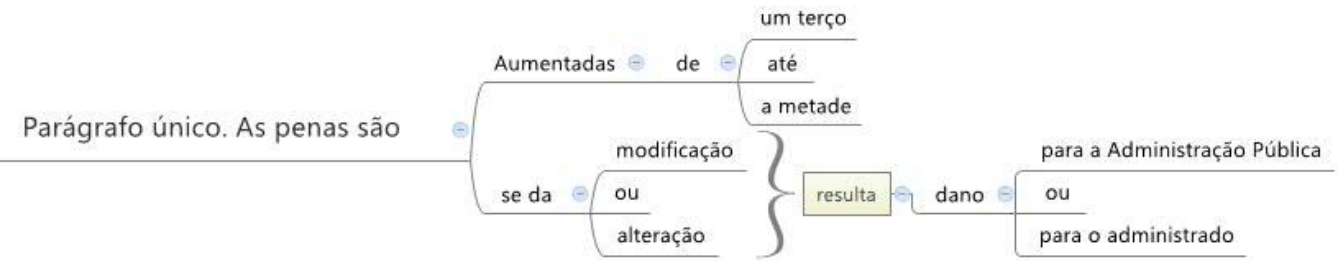 Parágrafo único. As penas são
Aumentadas
de
um terço
até
a metade
se da
modificação
ou
alteração
resulta
dano
para a Administração Pública
ou
para o administrado